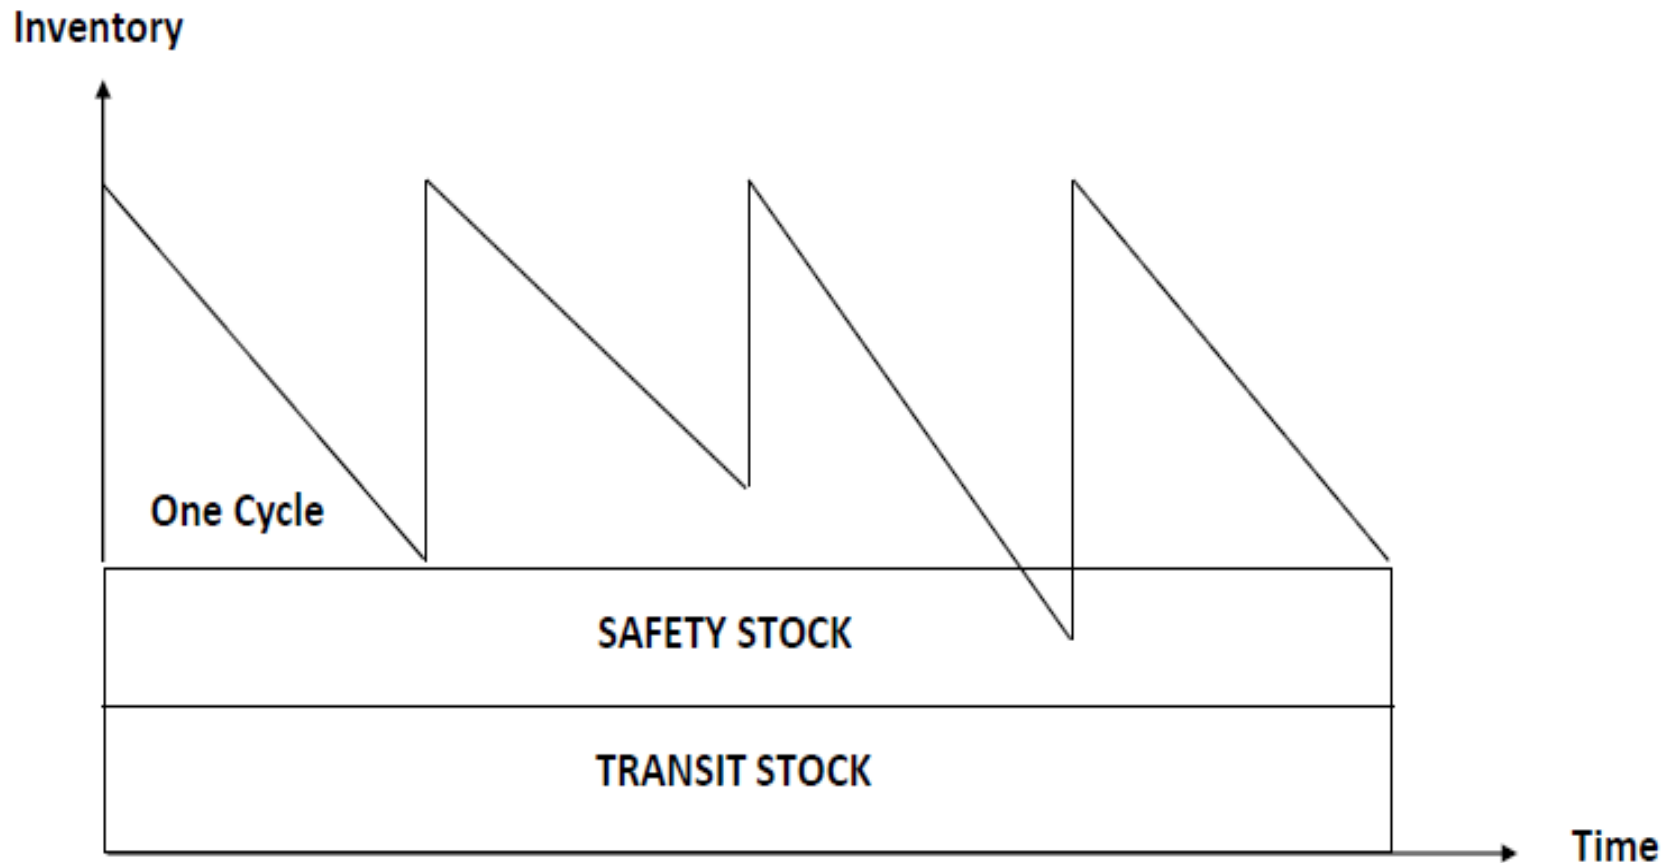 Inventory
One Cycle
SAFETY STOCK
TRANSIT STOCK
Time